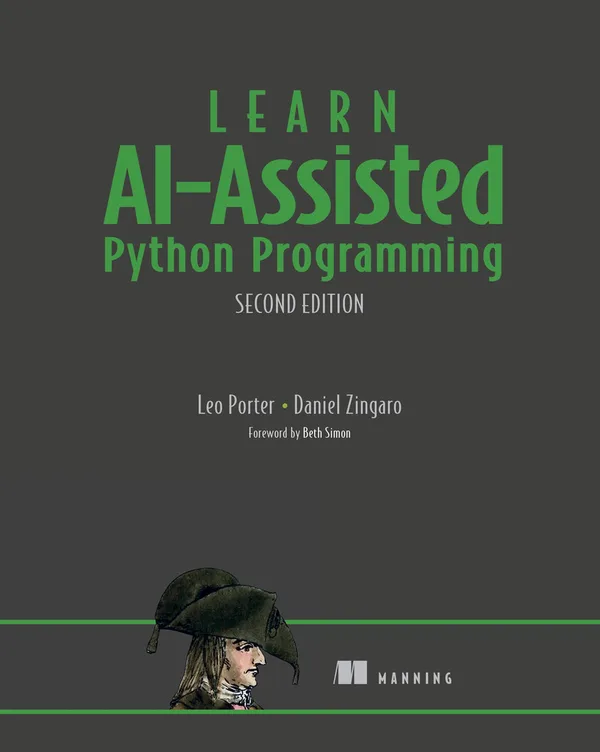 LEARN
AI–Assisted
Python Programming
SECOND EDITION
Leo Porter • Daniel Zingaro
Foreword by Beth Simon
MANNING